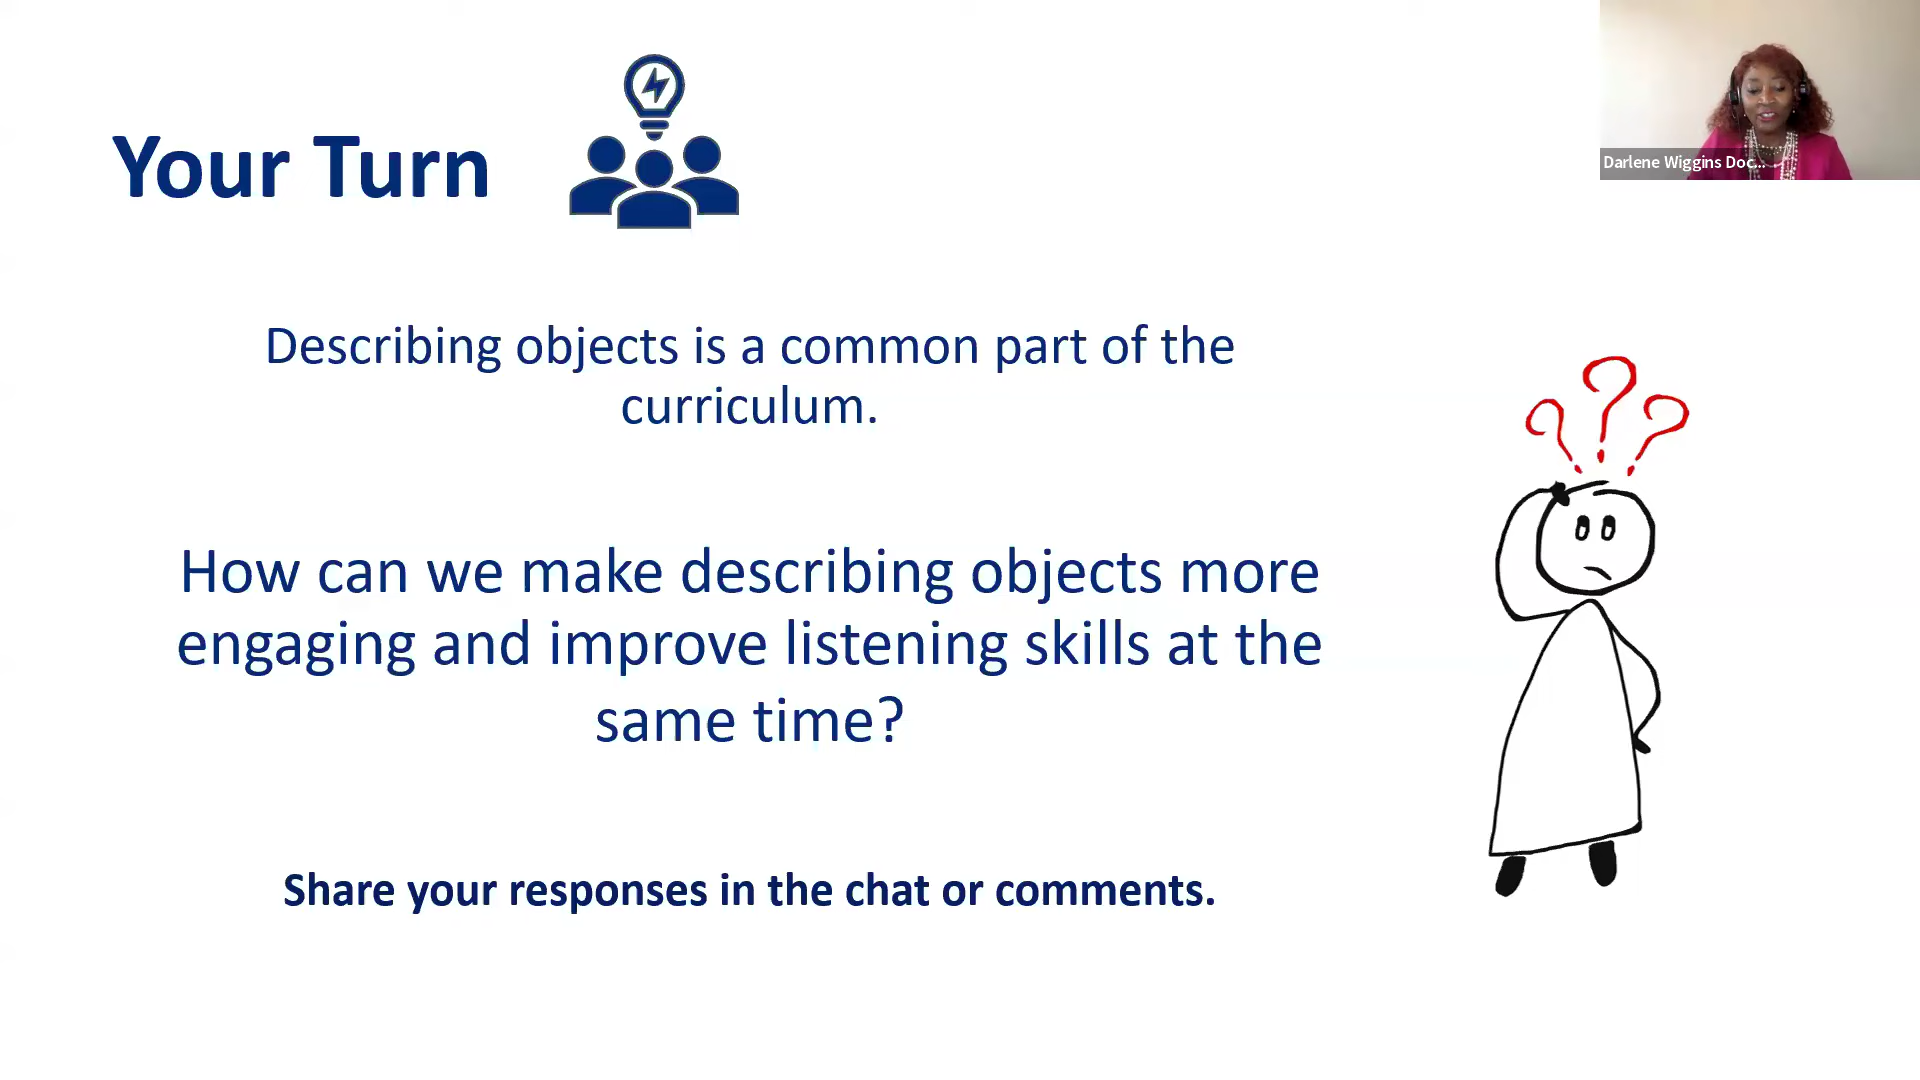 Your Turn
Darlene Wiggins Doc...
Describing objects is a common part of the
curriculum.
How can we make describing objects more
engaging and improve listening skills at the
same time?
Share your responses in the chat or comments.
???